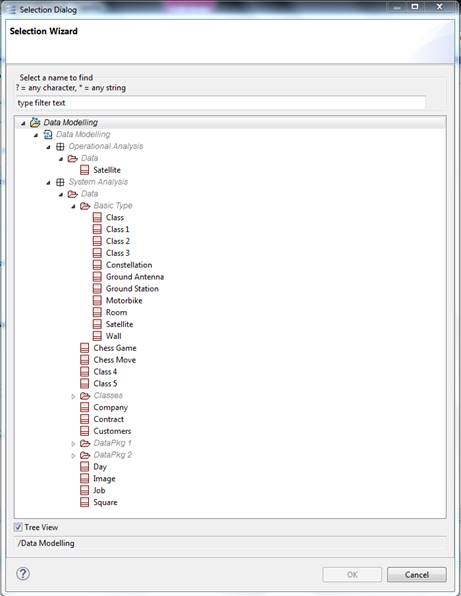 Selection Dialog
Selection Wizard
Select a name to find
? = any character, * = any string
type filter text
Data Modelling
Data Modelling
Operational Analysis
Data
Satellite
System Analysis
Data
Basic Type
Class
Class 1
Class 2
Class 3
Constellation
Ground Antenna
Ground Station
Motorbike
Room
Satellite
Wall
Chess Game
Chess Move
Class 4
Class 5
Classes
Company
Contract
Customers
DataPkg 1
DataPkg 2
Day
Image
Job
Square
Tree View
/Data Modelling
?
OK
Cancel